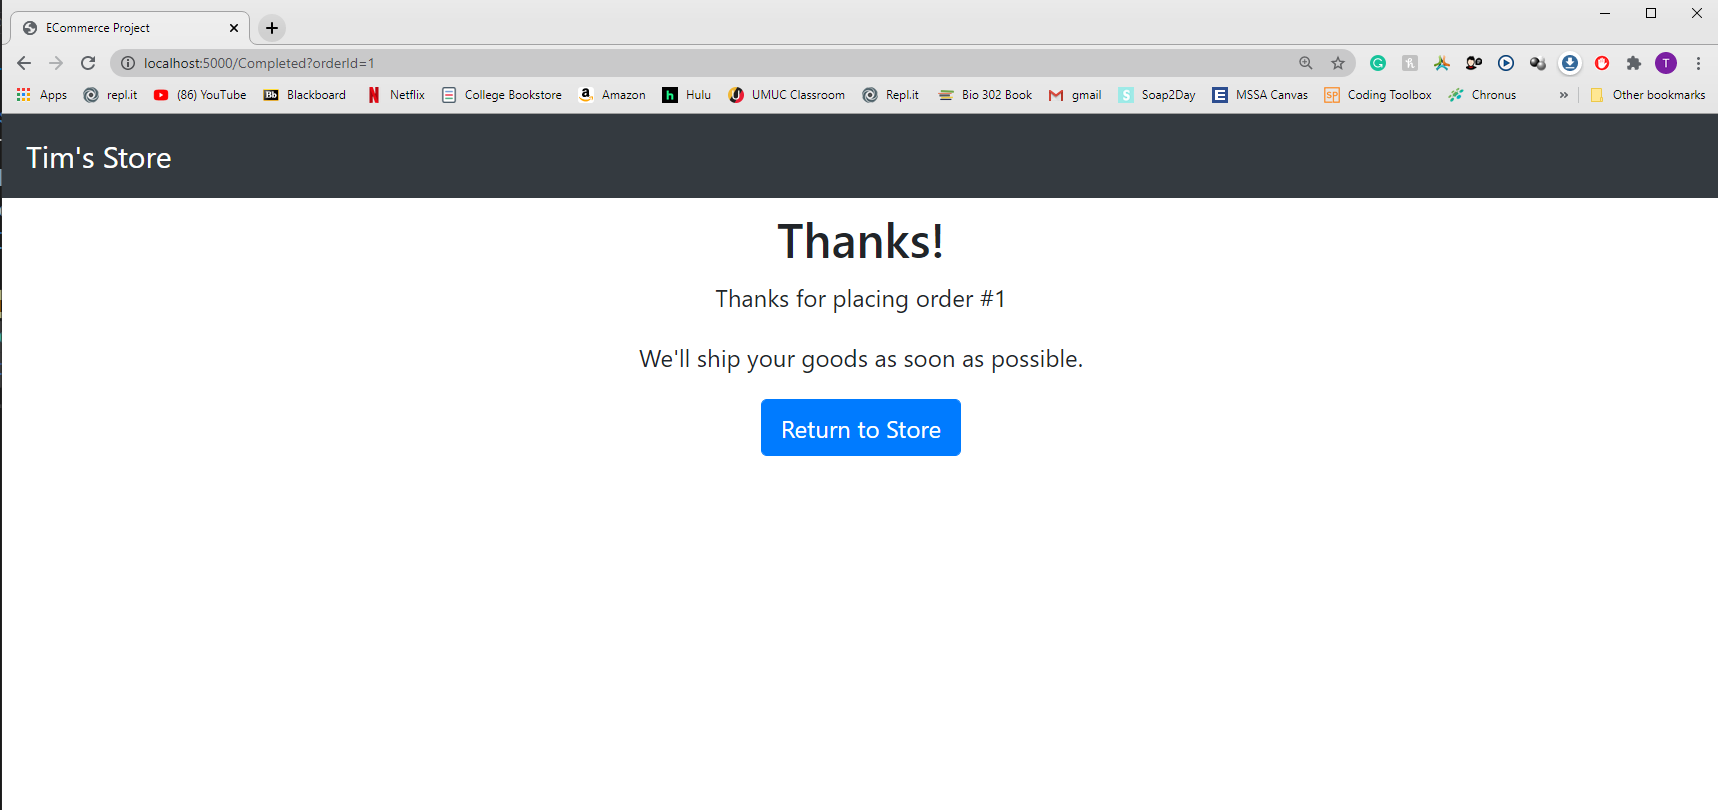 ECommerce Project
localhost:5000/Completed?orderId=1
Apps repl.it (86) YouTube Bb Blackboard Netflix College Bookstore Amazon h Hulu UMUC Classroom Repl.it Bio 302 Book gmail S Soap2Day E MSSA Canvas SP Coding Toolbox Chronus » Other bookmarks
Tim's Store
Thanks!
Thanks for placing order #1
We'll ship your goods as soon as possible.
Return to Store